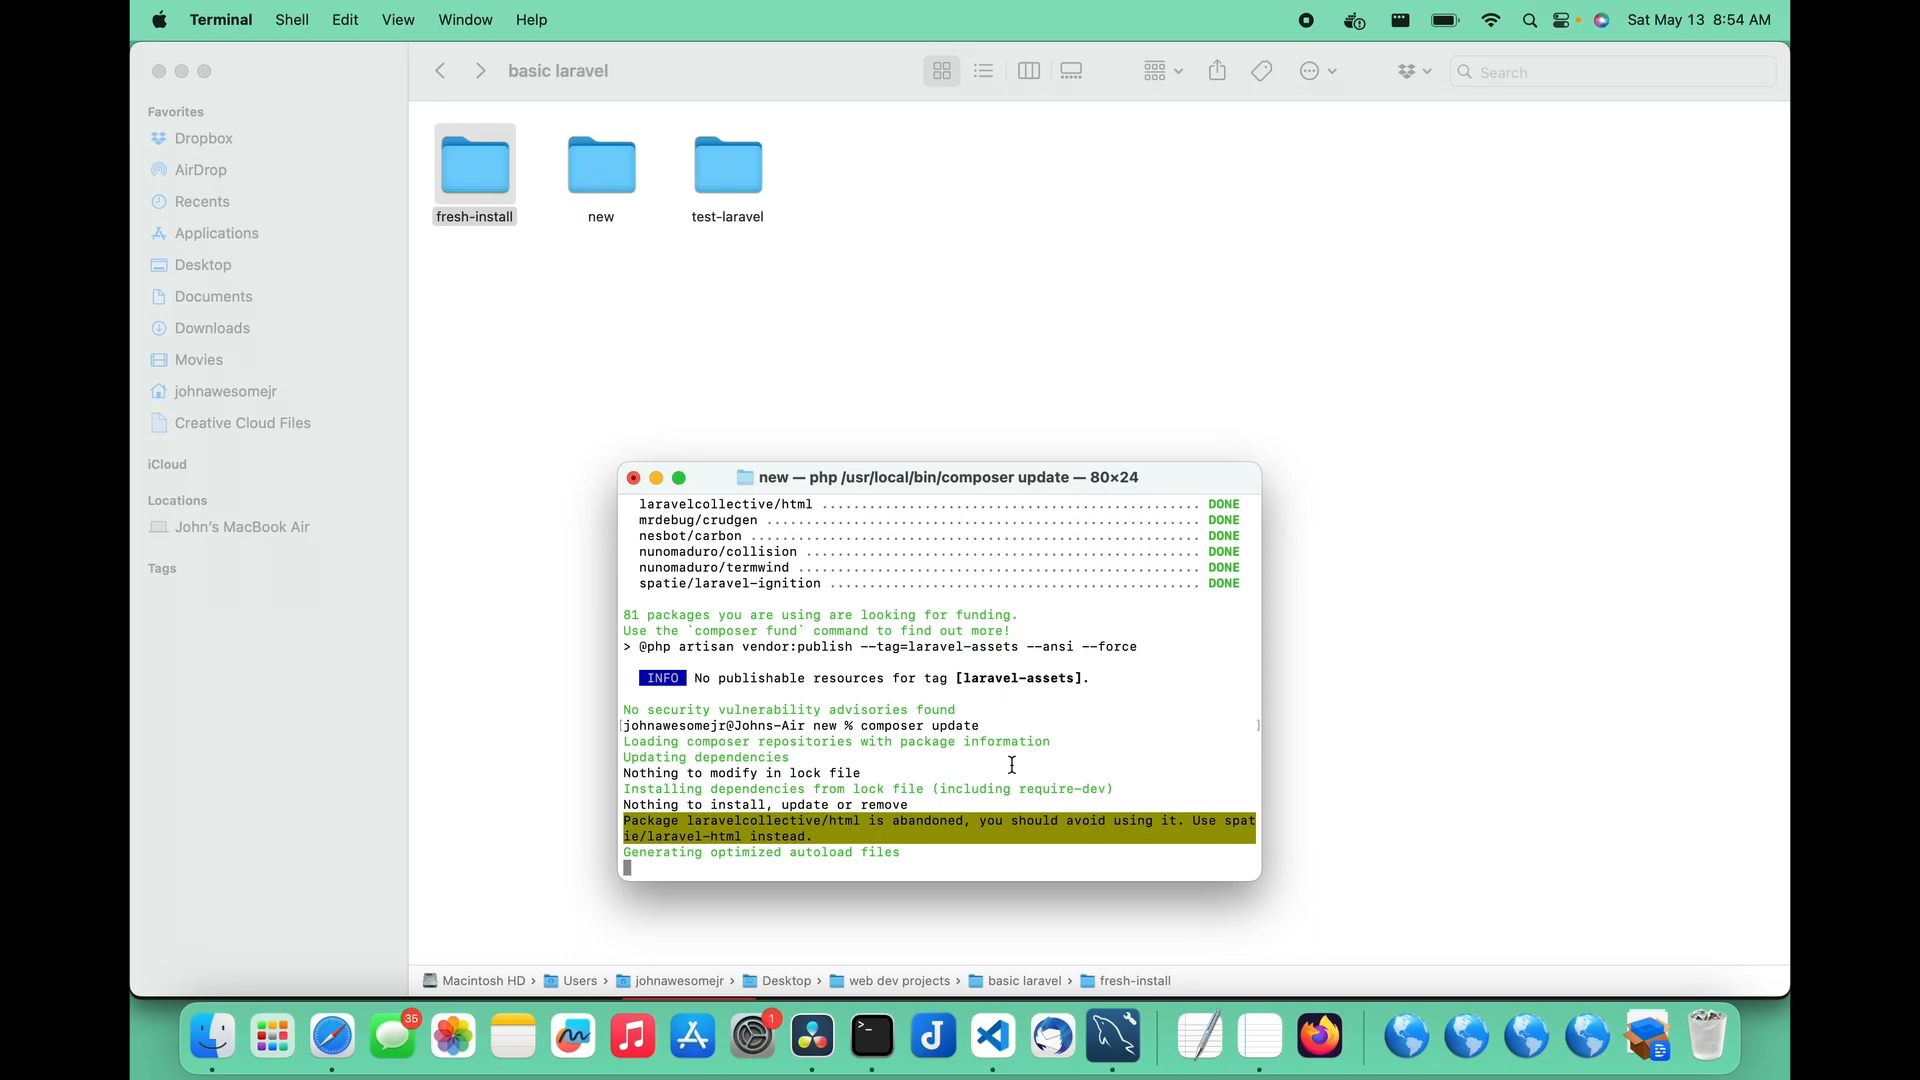 Terminal Shell Edit View Window Help
Sat May 13 8:54 AM
basic laravel
Search
Favorites
Dropbox
AirDrop
Recents
Applications
Desktop
Documents
Downloads
Movies
johnawesomejr
Creative Cloud Files
iCloud
Locations
John's MacBook Air
Tags
fresh-install
new
test-laravel
new — php /usr/local/bin/composer update — 80×24
laravelcollective/html ................................................ DONE
mrdebug/crudgen ....................................................... DONE
nesbot/carbon ......................................................... DONE
nunomaduro/collision .................................................. DONE
nunomaduro/termwind ................................................... DONE
spatie/laravel-ignition ............................................... DONE
81 packages you are using are looking for funding.
Use the `composer fund` command to find out more!
> @php artisan vendor:publish --tag=laravel-assets --ansi --force
INFO No publishable resources for tag [laravel-assets].
No security vulnerability advisories found
[johnawesomejr@Johns-Air new % composer update ]
Loading composer repositories with package information
Updating dependencies
Nothing to modify in lock file
Installing dependencies from lock file (including require-dev)
Nothing to install, update or remove
Package laravelcollective/html is abandoned, you should avoid using it. Use spat
ie/laravel-html instead.
Generating optimized autoload files
Macintosh HD › Users › johnawesomejr › Desktop › web dev projects › basic laravel › fresh-install
35
1
>_